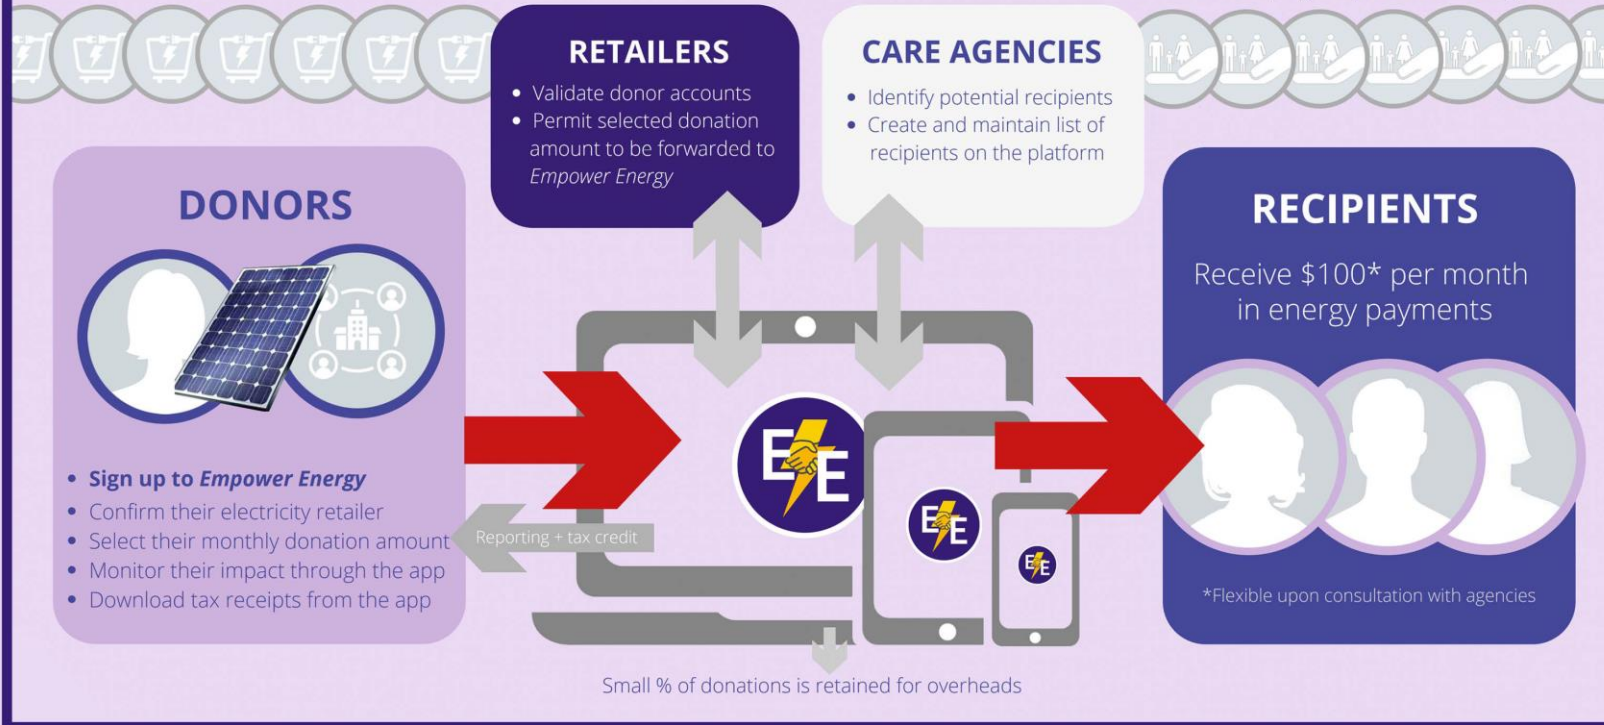 RETAILERS
• Validate donor accounts
• Permit selected donation
amount to be forwarded to
Empower Energy
CARE AGENCIES
• Identify potential recipients
• Create and maintain list of
recipients on the platform
DONORS
• Sign up to Empower Energy
• Confirm their electricity retailer
• Select their monthly donation amount
• Monitor their impact through the app
• Download tax receipts from the app
Reporting + tax credit
E E
E E
E E
Small % of donations is retained for overheads
RECIPIENTS
Receive $100* per month
in energy payments
*Flexible upon consultation with agencies